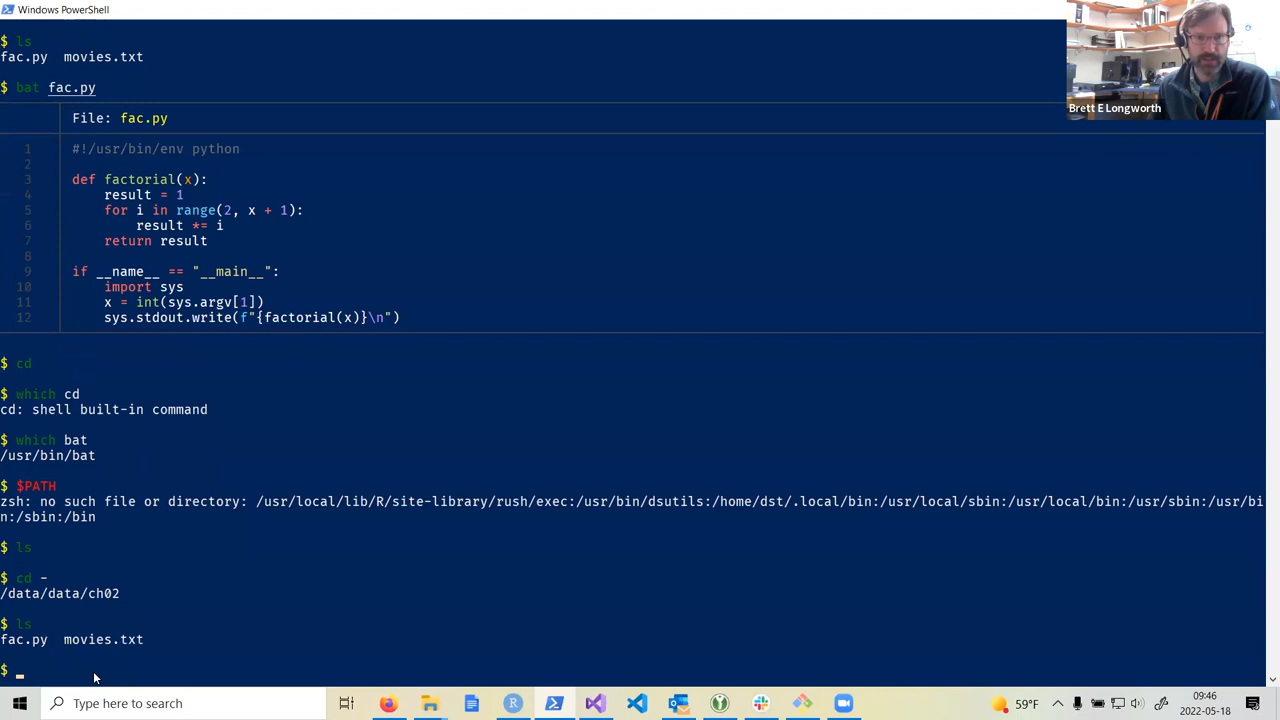 Windows PowerShell
$ ls
fac.py movies.txt
$ bat fac.py
File: fac.py
1 #!/usr/bin/env python
2
3 def factorial(x):
4 result = 1
5 for i in range(2, x + 1):
6 result *= i
7 return result
8
9 if __name__ == "__main__":
10 import sys
11 x = int(sys.argv[1])
12 sys.stdout.write(f"{factorial(x)}\n")
$ cd
$ which cd
cd: shell built-in command
$ which bat
/usr/bin/bat
$ $PATH
zsh: no such file or directory: /usr/local/lib/R/site-library/rush/exec:/usr/bin/dsutils:/home/dst/.local/bin:/usr/local/sbin:/usr/local/bin:/usr/sbin:/usr/bi
n:/sbin:/bin
$ ls
$ cd -
/data/data/ch02
$ ls
fac.py movies.txt
$
Brett E Longworth
Type here to search
59°F
09:46
2022-05-18